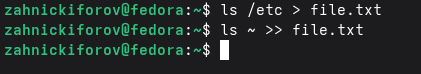 zahnickiforov@fedora:~$ ls /etc > file.txt
zahnickiforov@fedora:~$ ls ~ >> file.txt
zahnickiforov@fedora:~$